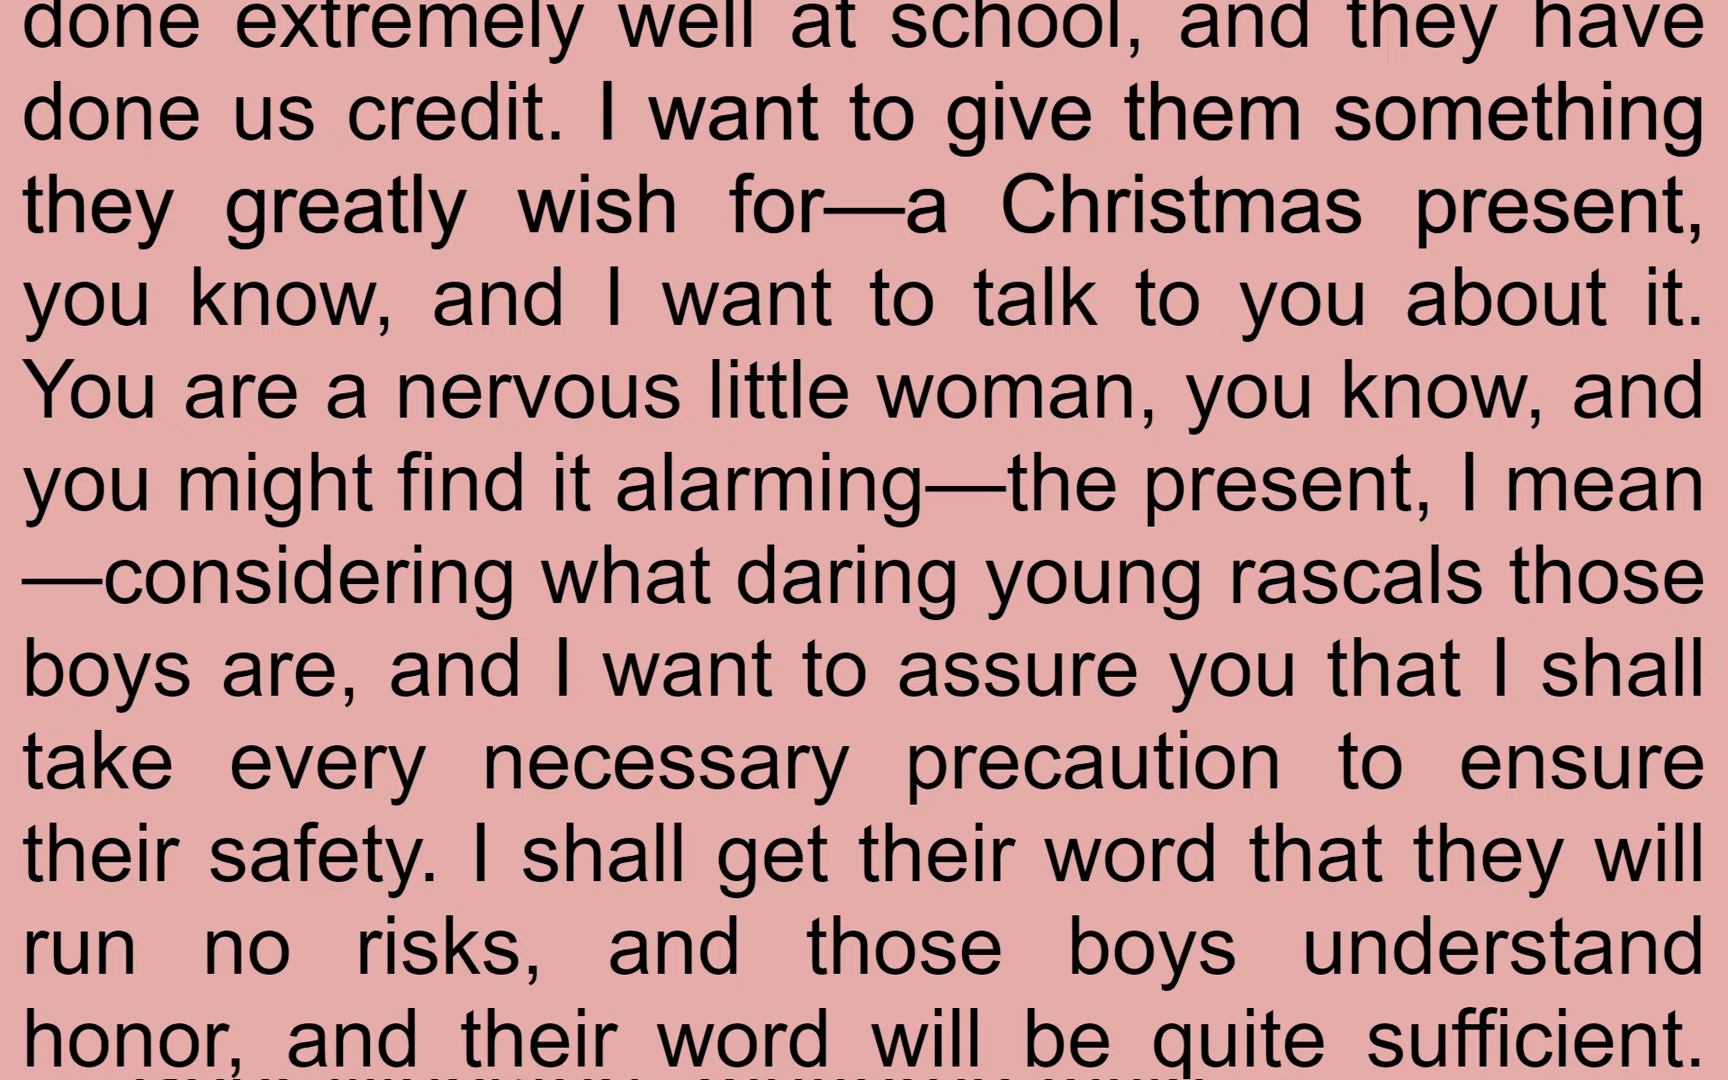 done extremely well at school, and they have
done us credit. I want to give them something
they greatly wish for—a Christmas present,
you know, and I want to talk to you about it.
You are a nervous little woman, you know, and
you might find it alarming—the present, I mean
—considering what daring young rascals those
boys are, and I want to assure you that I shall
take every necessary precaution to ensure
their safety. I shall get their word that they will
run no risks, and those boys understand
honor, and their word will be quite sufficient.